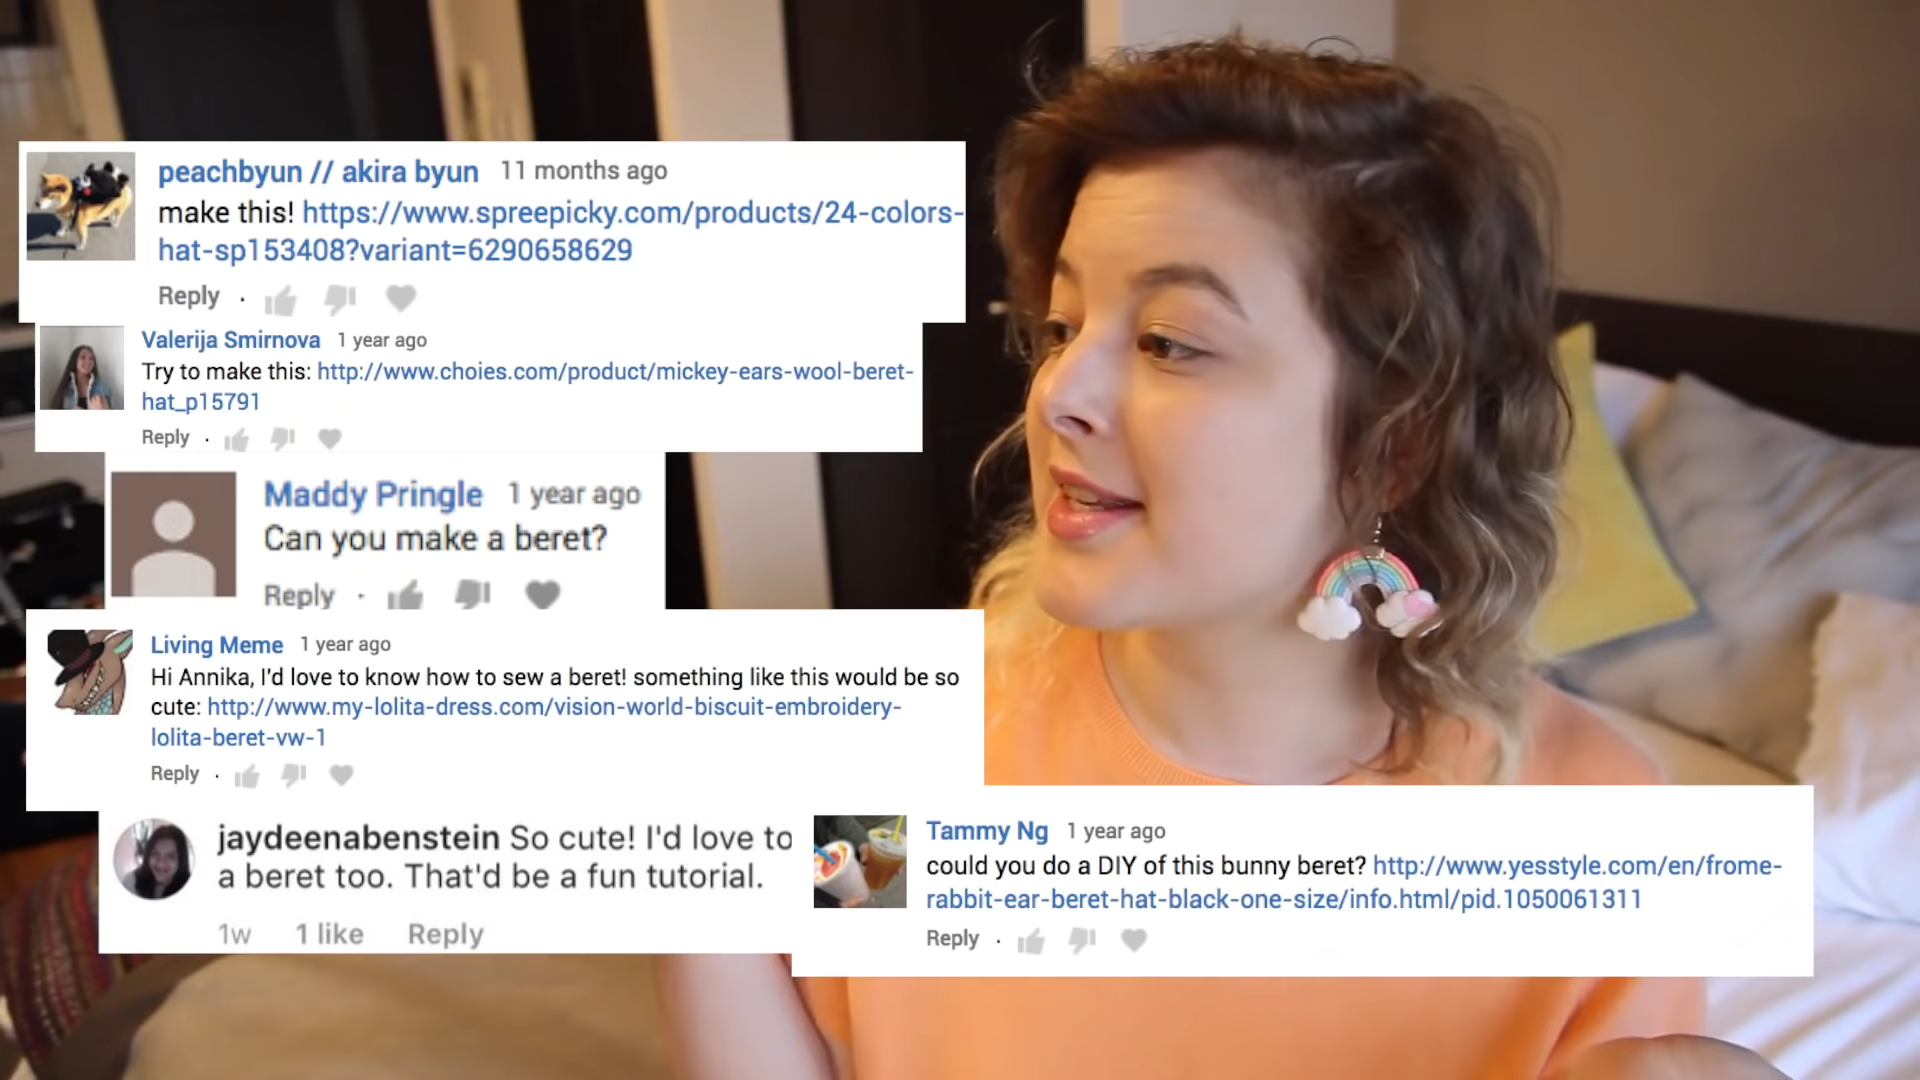 peachbyun // akira byun 11 months ago
make this! https://www.spreepicky.com/products/24-colors-
hat-sp153408?variant=6290658629
Reply ·
Valerija Smirnova 1 year ago
Try to make this: http://www.choies.com/product/mickey-ears-wool-beret-
hat_p15791
Reply ·
Maddy Pringle 1 year ago
Can you make a beret?
Reply ·
Living Meme 1 year ago
Hi Annika, I'd love to know how to sew a beret! something like this would be so
cute: http://www.my-lolita-dress.com/vision-world-biscuit-embroidery-
lolita-beret-vw-1
Reply ·
jaydeenabenstein So cute! I'd love to
a beret too. That'd be a fun tutorial.
1w 1 like Reply
Tammy Ng 1 year ago
could you do a DIY of this bunny beret? http://www.yesstyle.com/en/frome-
rabbit-ear-beret-hat-black-one-size/info.html/pid.1050061311
Reply ·